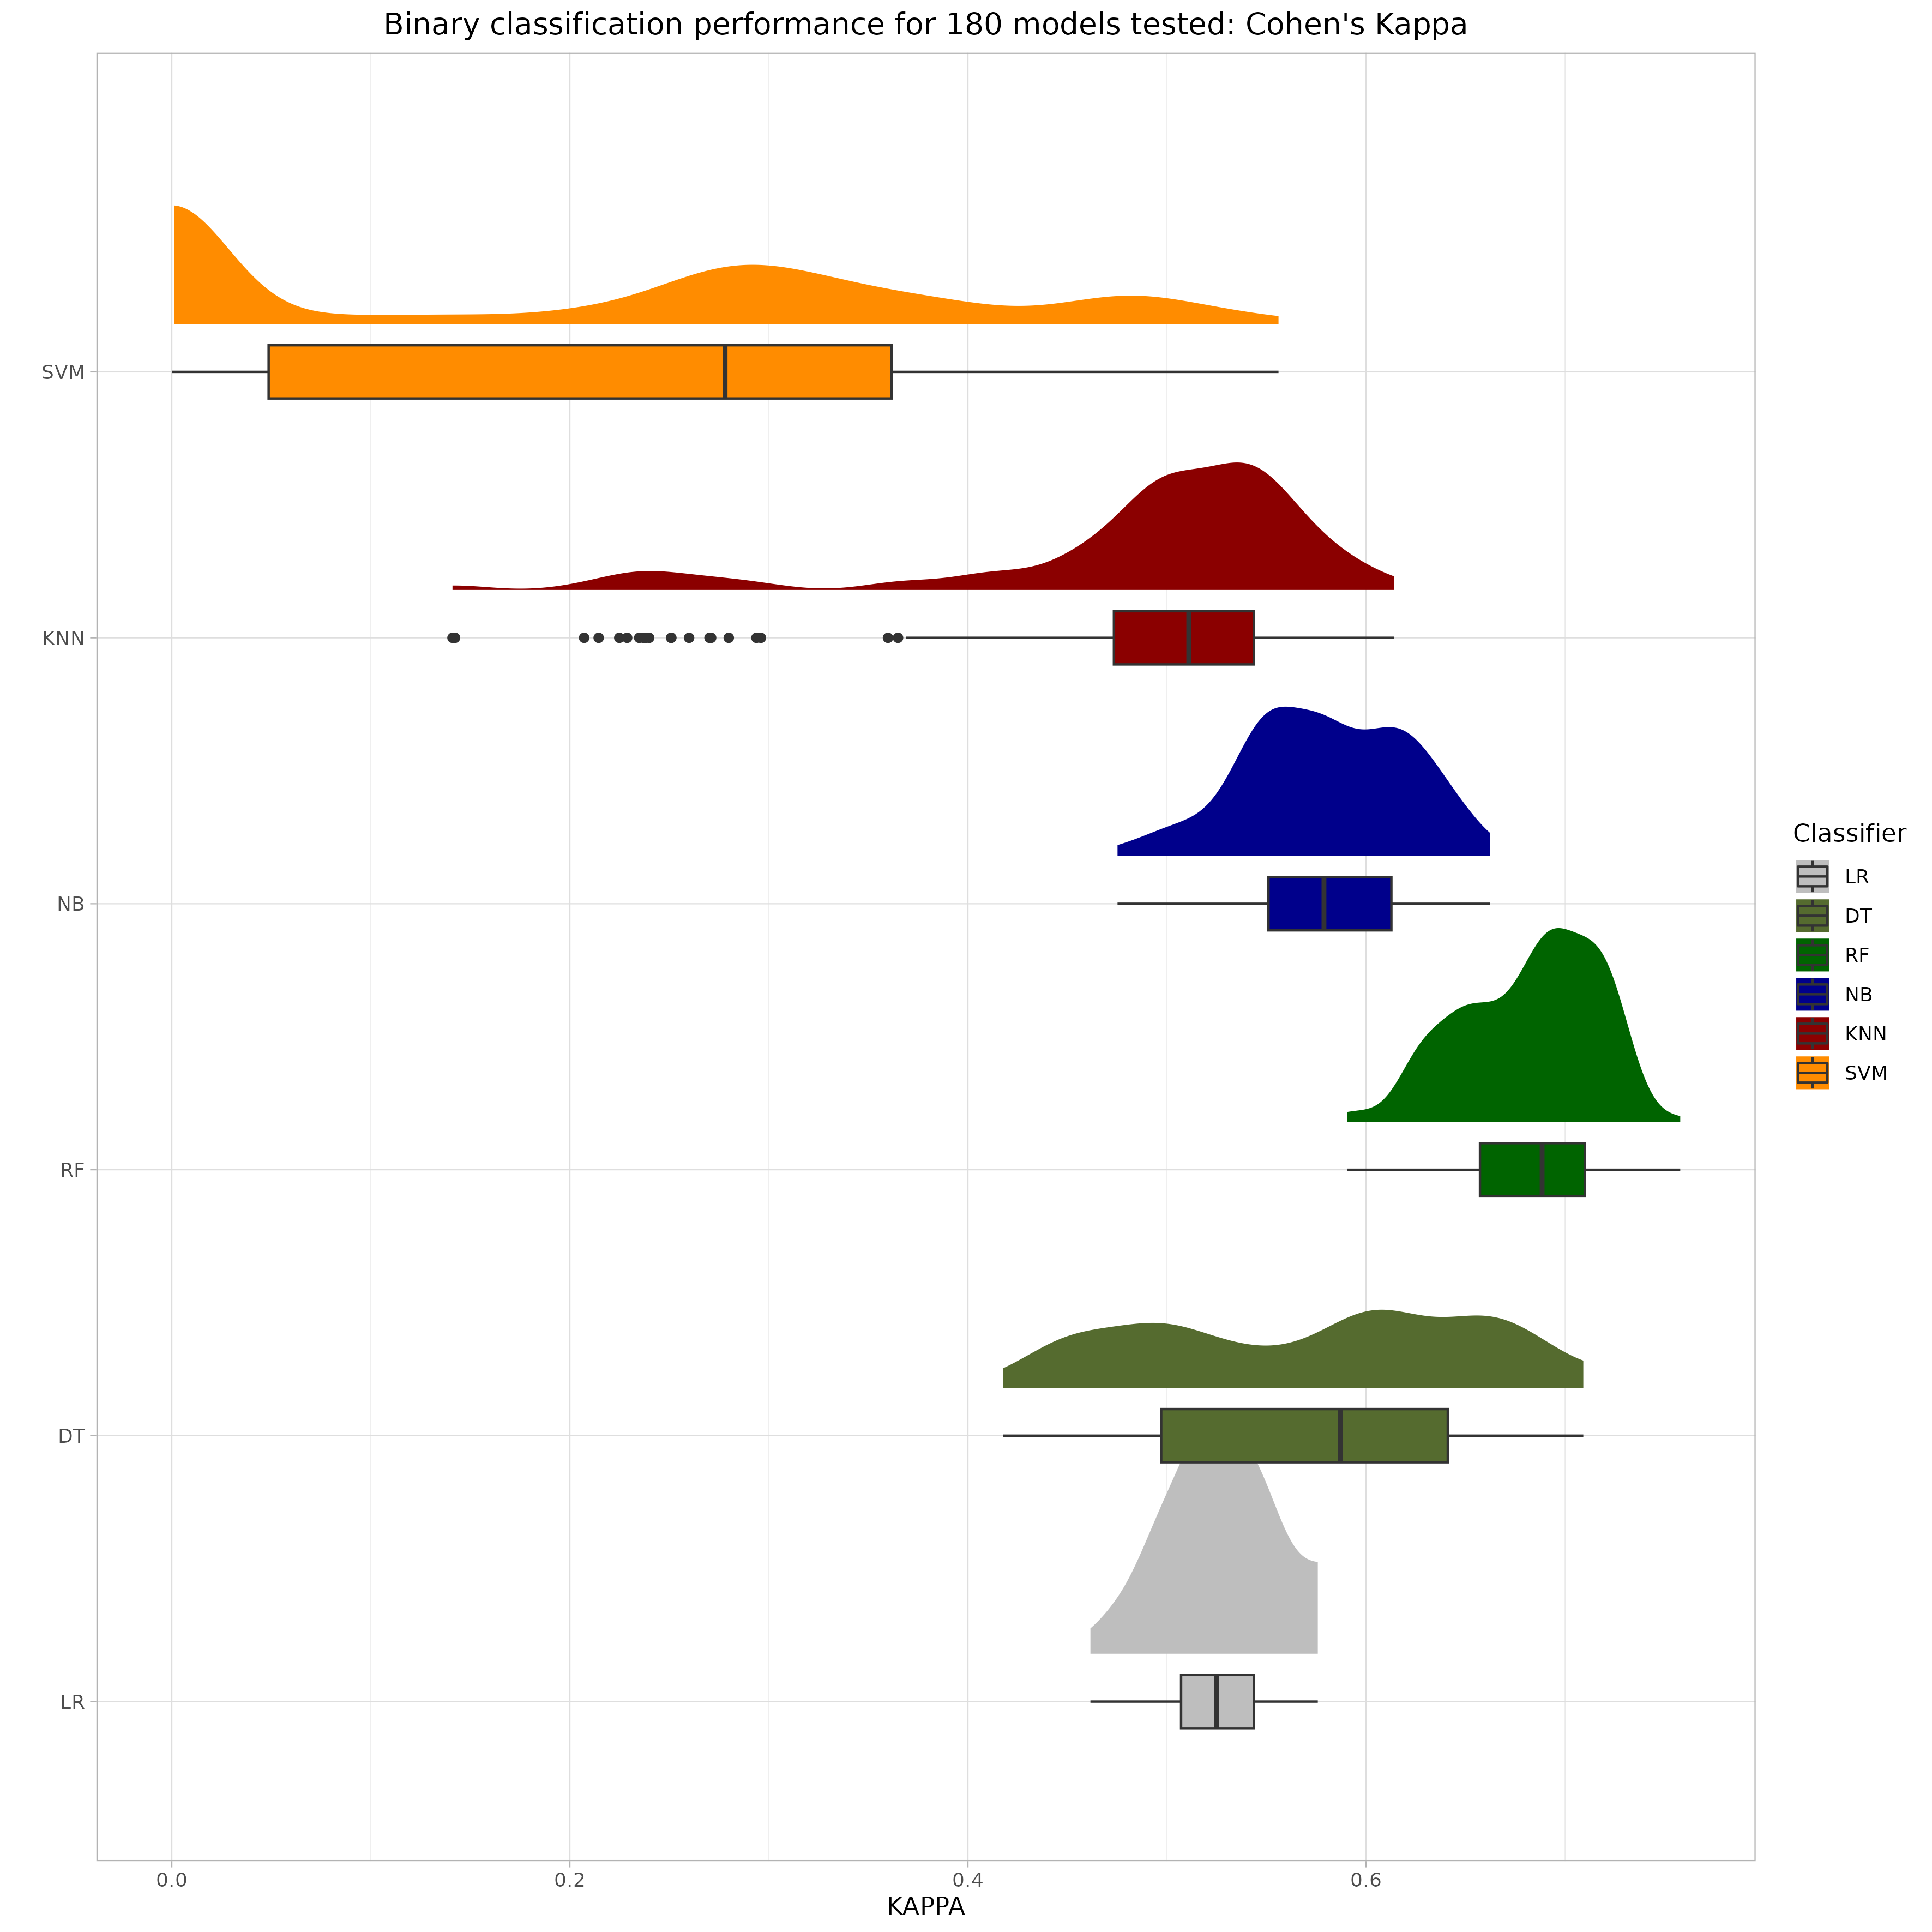 Binary classification performance for 180 models tested: Cohen's Kappa
SVM
KNN
NB
RF
DT
LR
0.0
0.2
0.4
0.6
KAPPA
Classifier
LR
DT
RF
NB
KNN
SVM